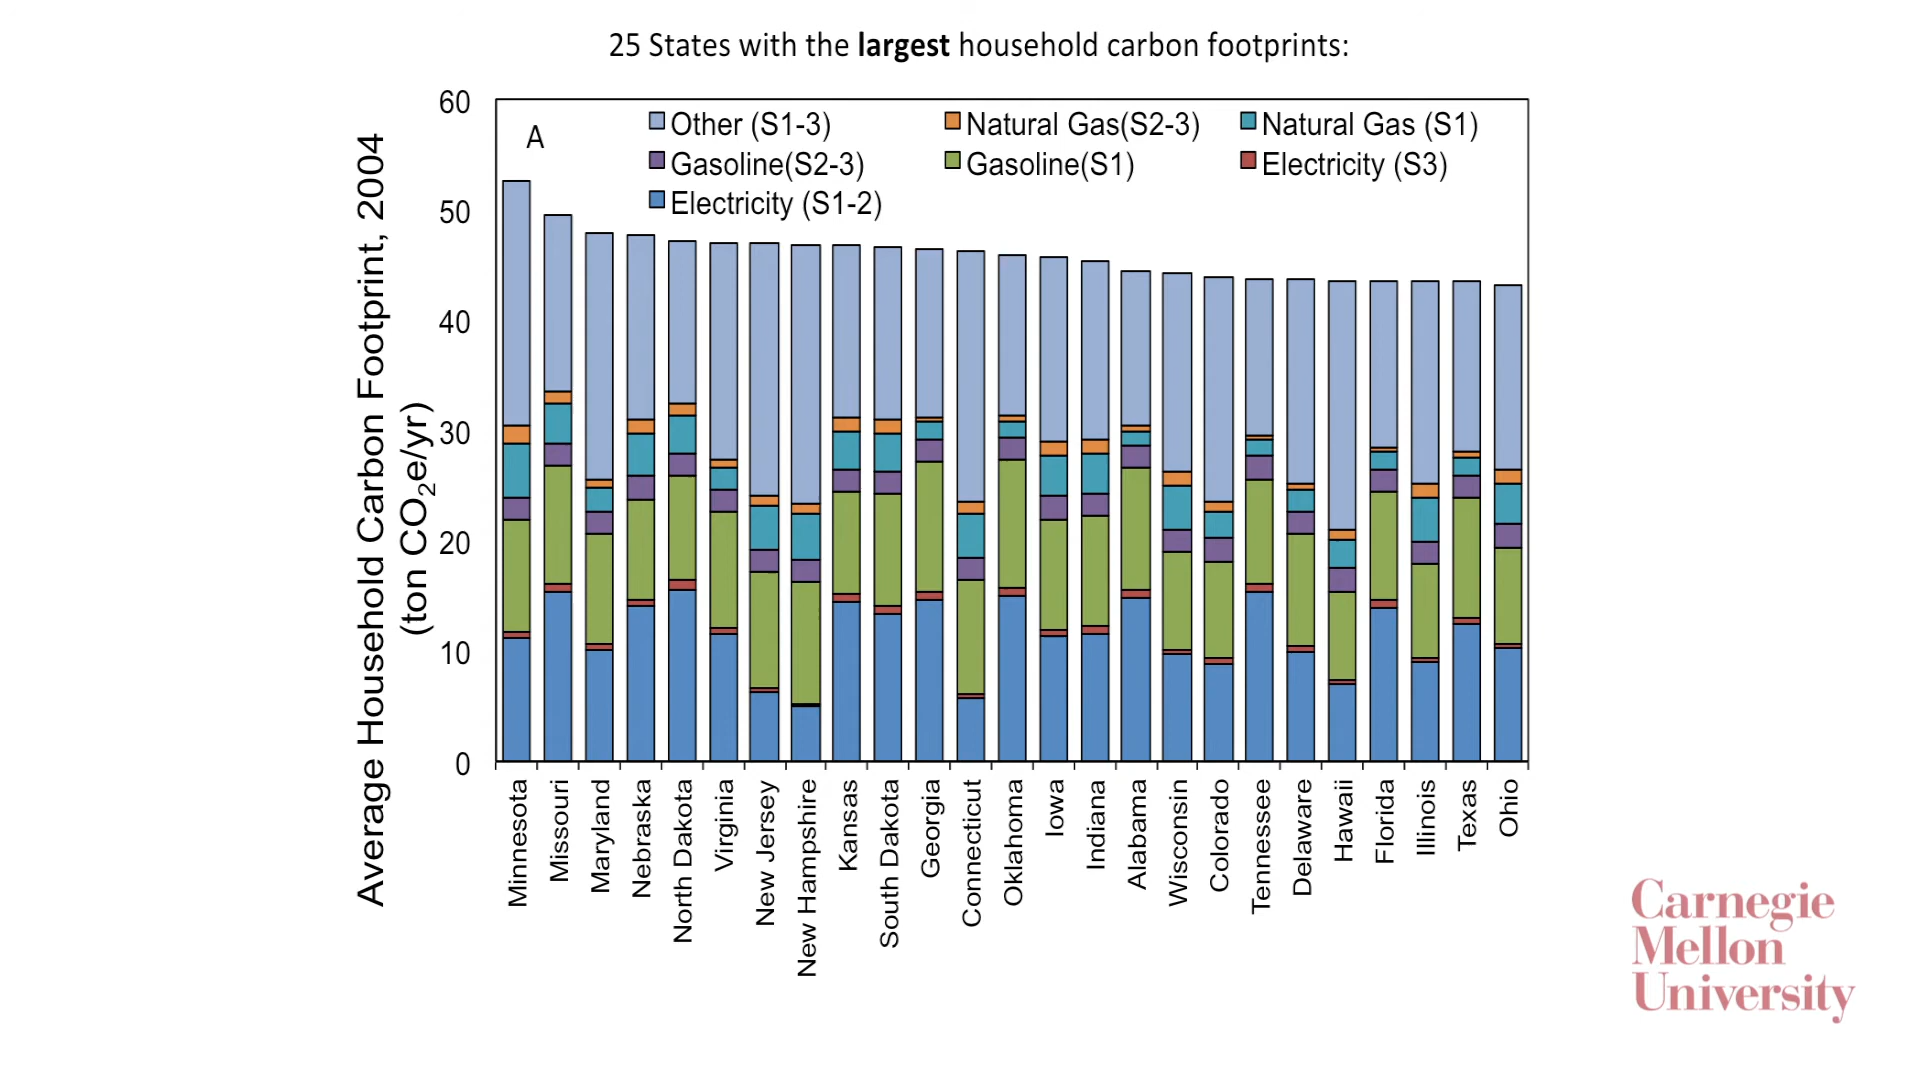 25 States with the largest household carbon footprints:
Average Household Carbon Footprint, 2004
(ton CO2e/yr)
60
50
40
30
20
10
0
A
Other (S1-3)
Natural Gas(S2-3)
Natural Gas (S1)
Gasoline(S2-3)
Gasoline(S1)
Electricity (S3)
Electricity (S1-2)
Minnesota
Missouri
Maryland
Nebraska
North Dakota
Virginia
New Jersey
New Hampshire
Kansas
South Dakota
Georgia
Connecticut
Oklahoma
Iowa
Indiana
Alabama
Wisconsin
Colorado
Tennessee
Delaware
Hawaii
Florida
Illinois
Texas
Ohio
Carnegie
Mellon
University